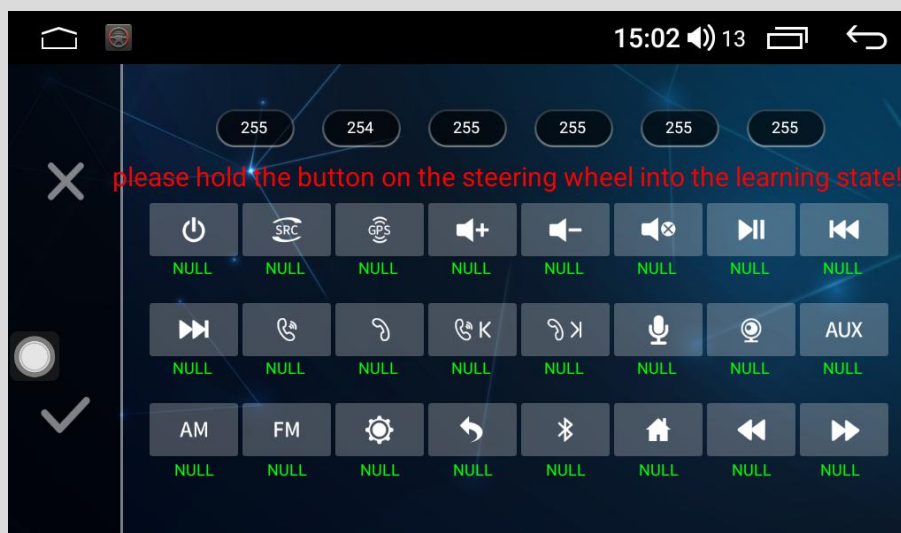 15:02 13
255 254 255 255 255 255
please hold the button on the steering wheel into the learning state!
SRC GPS
NULL NULL NULL NULL NULL NULL NULL NULL
K K AUX
NULL NULL NULL NULL NULL NULL NULL NULL
AM FM
NULL NULL NULL NULL NULL NULL NULL NULL